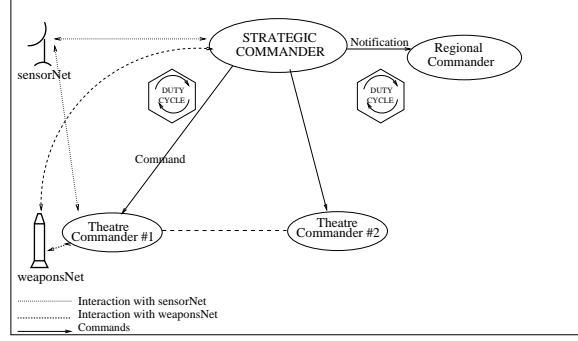 STRATEGIC
COMMANDER
Notification
Regional
Commander
sensorNet
DUTY
CYCLE
DUTY
CYCLE
Command
Theatre
Commander #1
Theatre
Commander #2
weaponsNet
Interaction with sensorNet
Interaction with weaponsNet
Commands